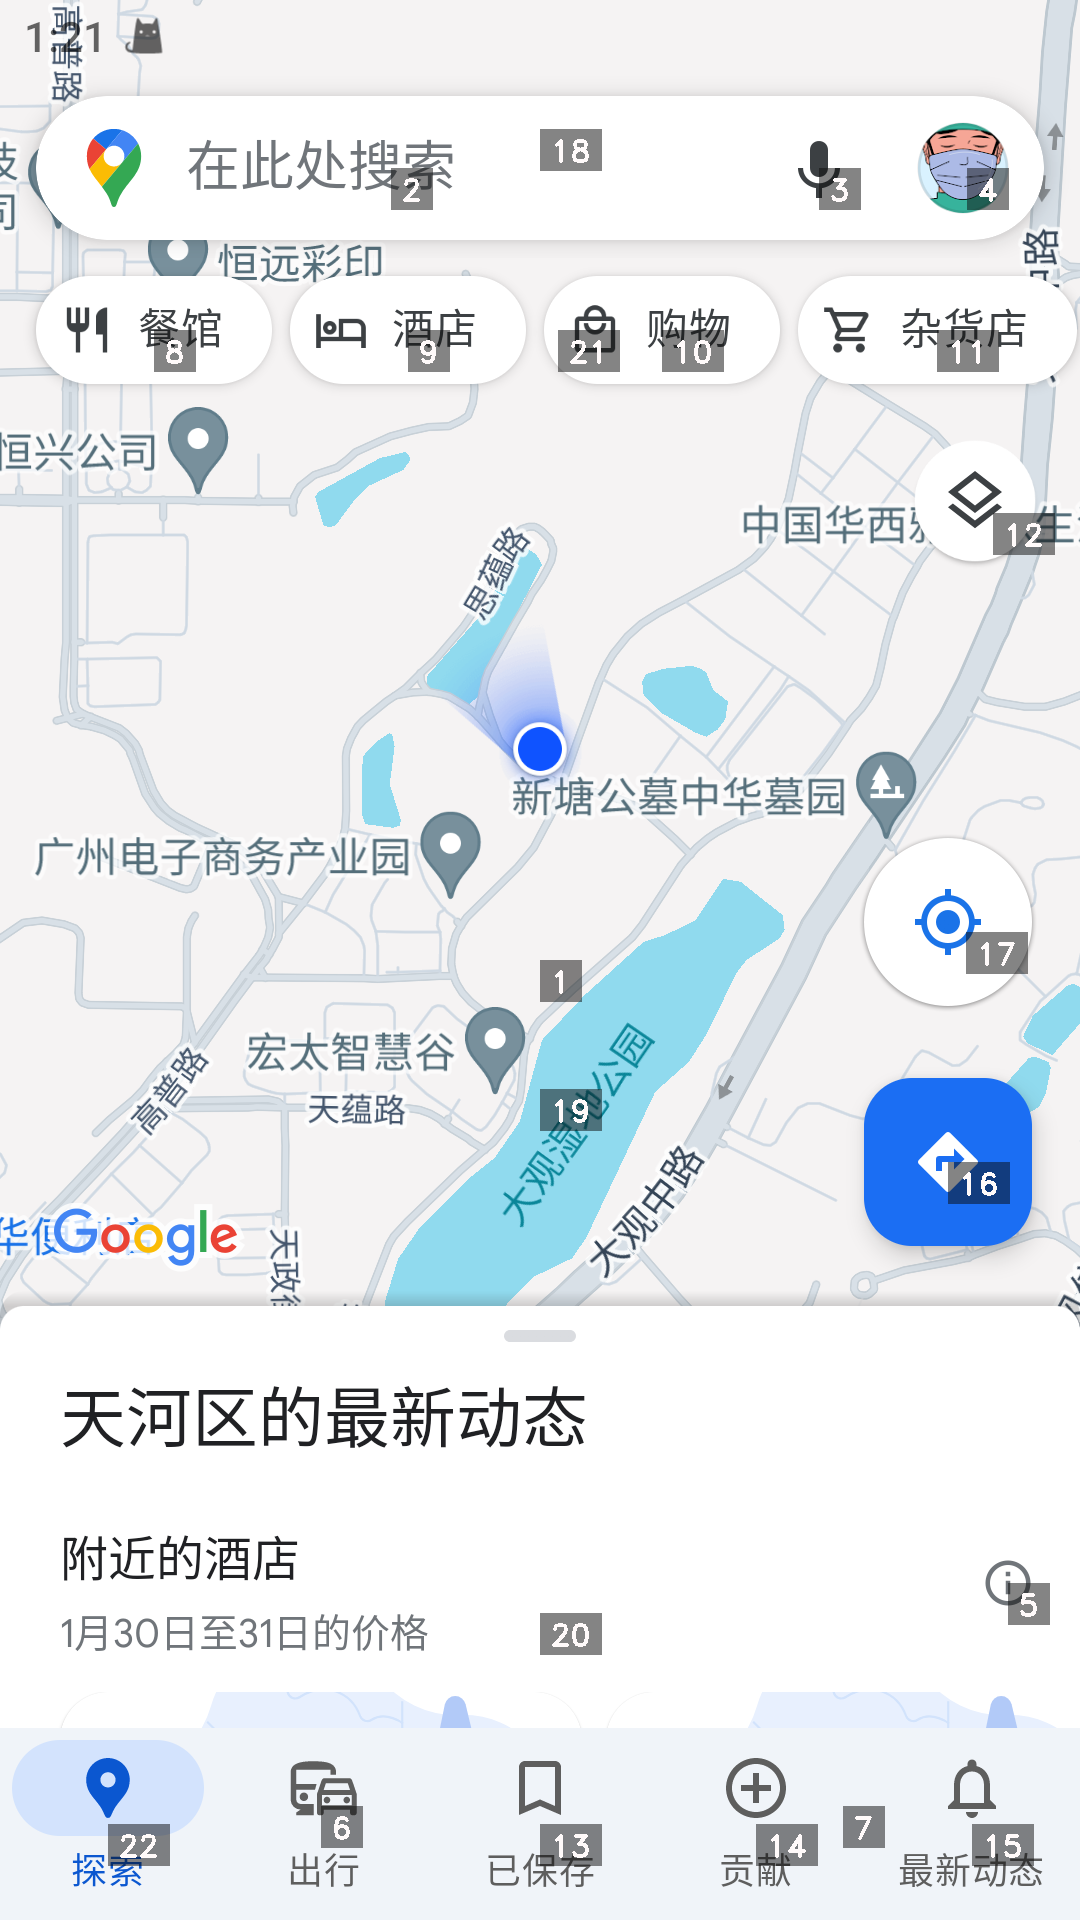 1:21
高普路
在此处搜索
18
2
3
4
恒远彩印
餐馆
酒店
购物
杂货店
8
9
21
10
11
恒兴公司
中国华西
12
思蕴路
新塘公墓中华墓园
广州电子商务产业园
17
1
宏太智慧谷
高普路
天蕴路
19
大观湿地公园
大观中路
16
Google
天政街
天河区的最新动态
附近的酒店
5
1月30日至31日的价格
20
22
6
13
14
7
15
探索
出行
已保存
贡献
最新动态